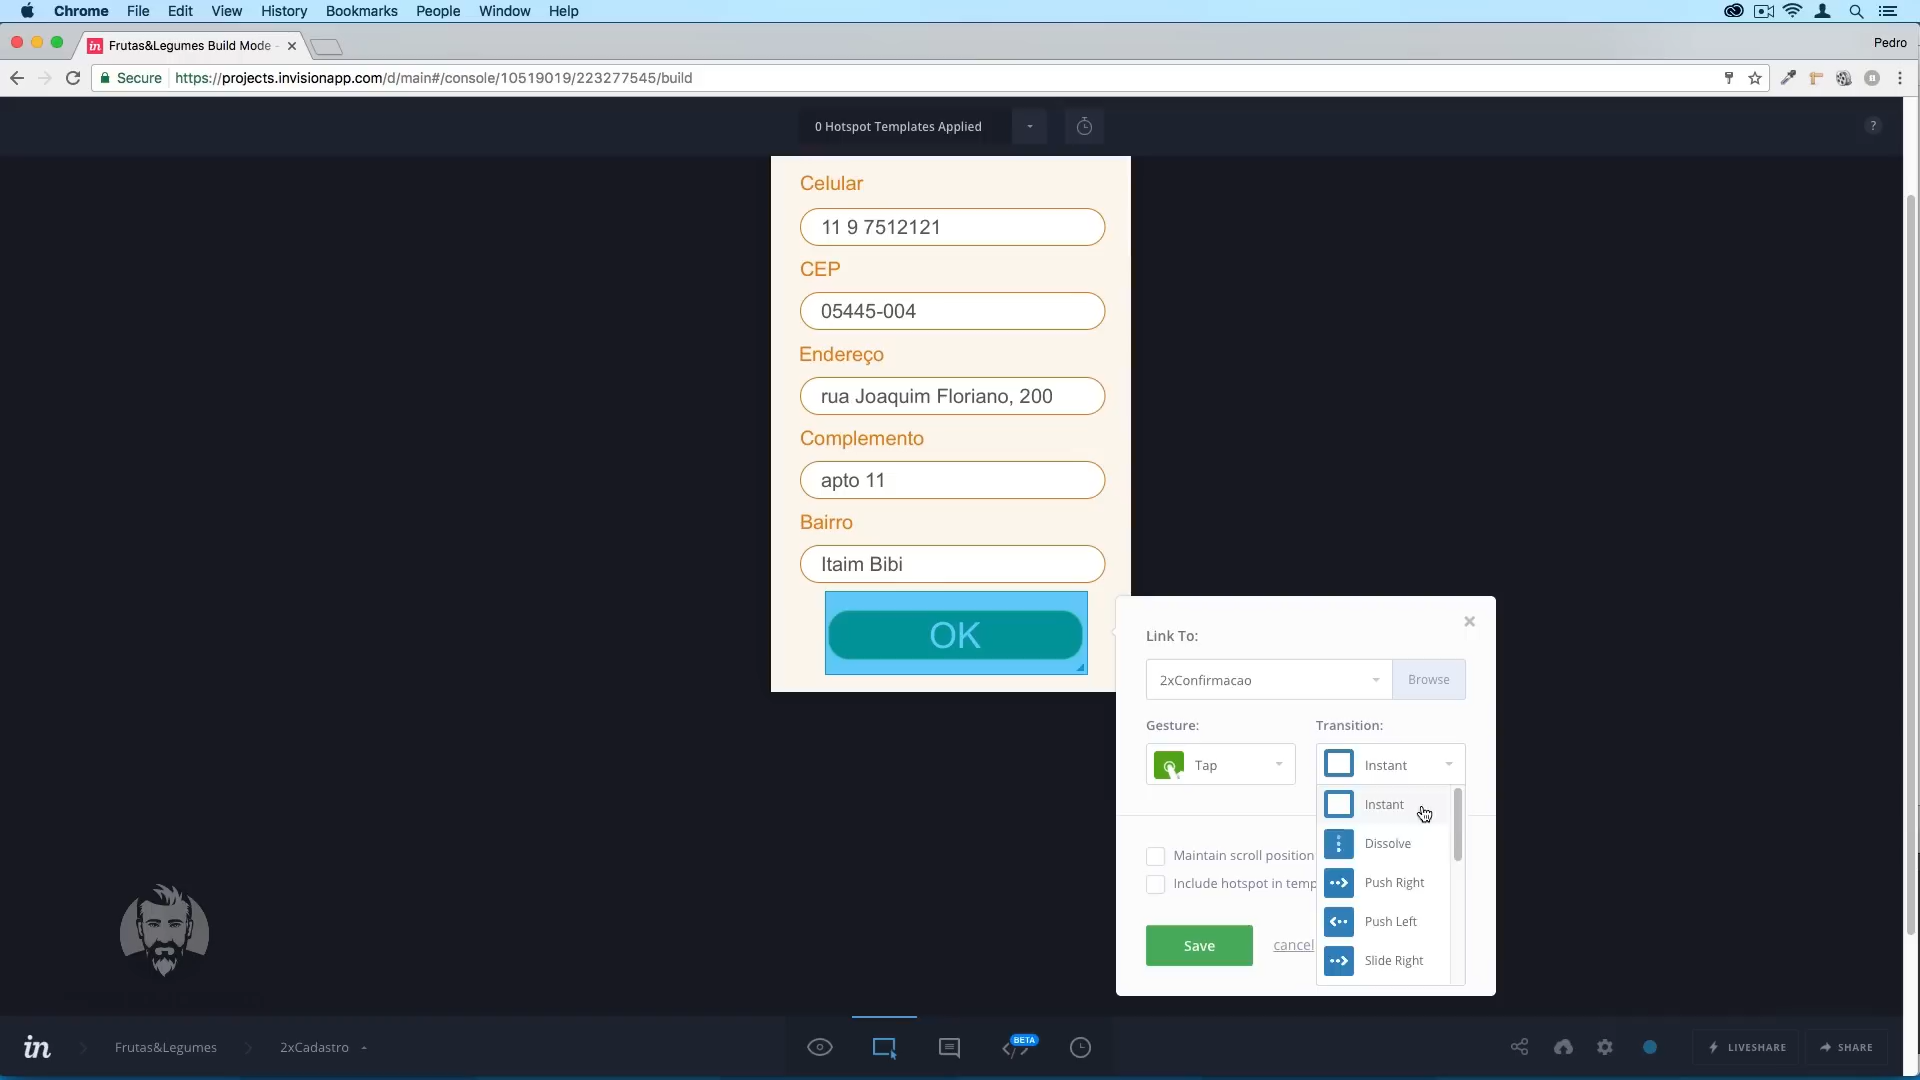 Chrome File Edit View History Bookmarks People Window Help
in Frutas&Legumes Build Mode -
Pedro
Secure https://projects.invisionapp.com/d/main#/console/10519019/223277545/build
0 Hotspot Templates Applied
?
Celular
11 9 7512121
CEP
05445-004
Endereço
rua Joaquim Floriano, 200
Complemento
apto 11
Bairro
Itaim Bibi
OK
Link To:
2xConfirmacao Browse
Gesture: Transition:
Tap Instant
Instant
Dissolve
Maintain scroll position
Include hotspot in temp
Push Right
Push Left
Save cancel
Slide Right
in Frutas&Legumes 2xCadastro
BETA
LIVESHARE SHARE